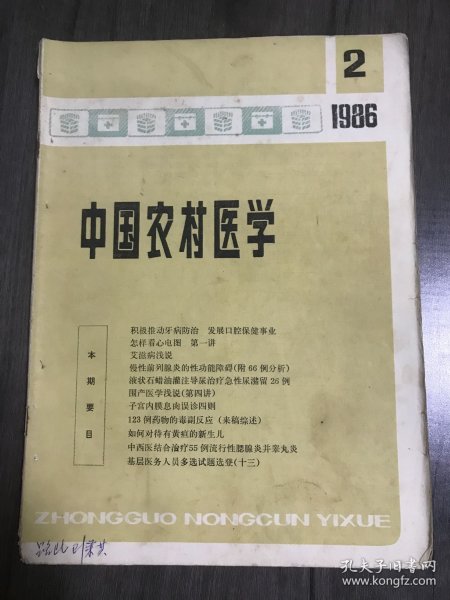 2
1986
中国农村医学
本期要目
积极推动牙病防治 发展口腔保健事业
怎样看心电图 第一讲
艾滋病浅说
慢性前列腺炎的性功能障碍(附66例分析)
液状石蜡油灌注导尿治疗急性尿潴留26例
围产医学浅说(第四讲)
子宫内膜息肉误诊四则
123例药物的毒副反应(来稿综述)
如何对待有黄疸的新生儿
中西医结合治疗55例流行性腮腺炎并睾丸炎
基层医务人员多选试题选登(十三)
ZHONGGUO NONGCUN YIXUE
孔夫子旧书网
www.kongfz.com